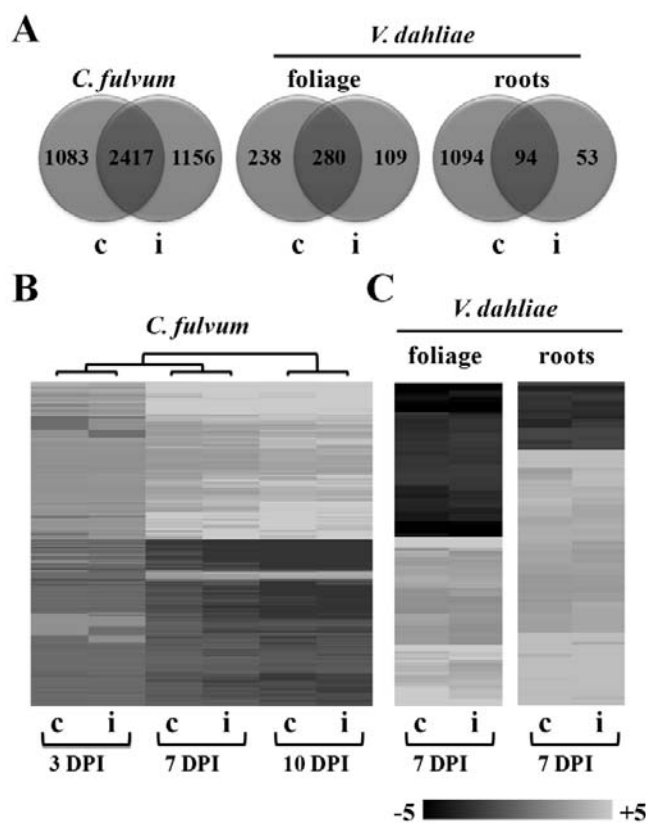 A
V. dahliae
C. fulvum foliage roots
1083 2417 1156 238 280 109 1094 94 53
c i c i c i
B C
C. fulvum V. dahliae
foliage roots
c i c i c i c i c i
3 DPI 7 DPI 10 DPI 7 DPI 7 DPI
-5 +5